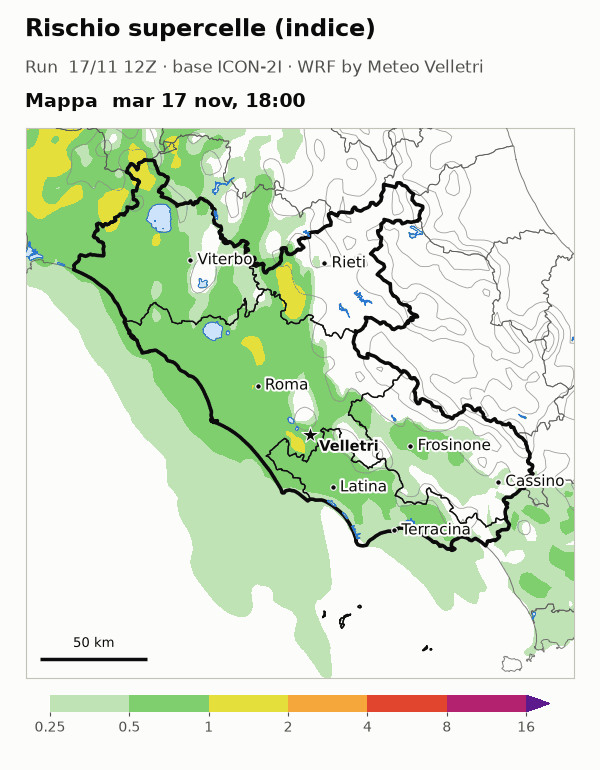 Rischio supercelle (indice)
Run  17/11 12Z · base ICON-2I · WRF by Meteo Velletri
Mappa  mar 17 nov, 18:00
Viterbo
Rieti
Roma
Velletri
Frosinone
Cassino
Latina
Terracina
50 km
0.25 0.5 1 2 4 8 16